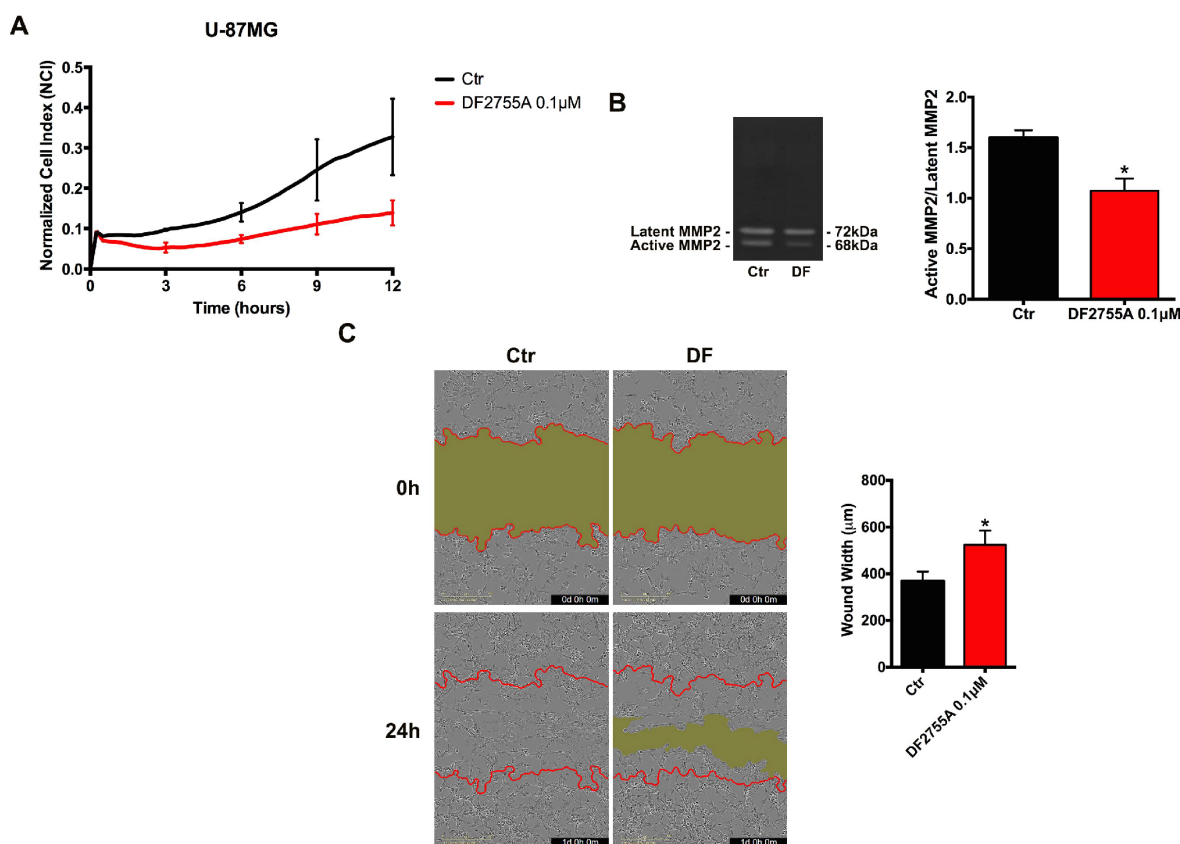 A
U-87MG
Normalized Cell Index (NCI)
0.5
0.4
0.3
0.2
0.1
0.0
0
3
6
9
12
Time (hours)
Ctr
DF2755A 0.1µM
B
Latent MMP2 -
- 72kDa
Active MMP2 -
- 68kDa
Ctr
DF
Active MMP2/Latent MMP2
2.0
1.5
1.0
0.5
0.0
*
Ctr
DF2755A 0.1µM
C
Ctr
DF
0h
0d 0h 0m
0d 0h 0m
24h
1d 0h 0m
1d 0h 0m
Wound Width (µm)
800
600
400
200
0
*
Ctr
DF2755A 0.1µM